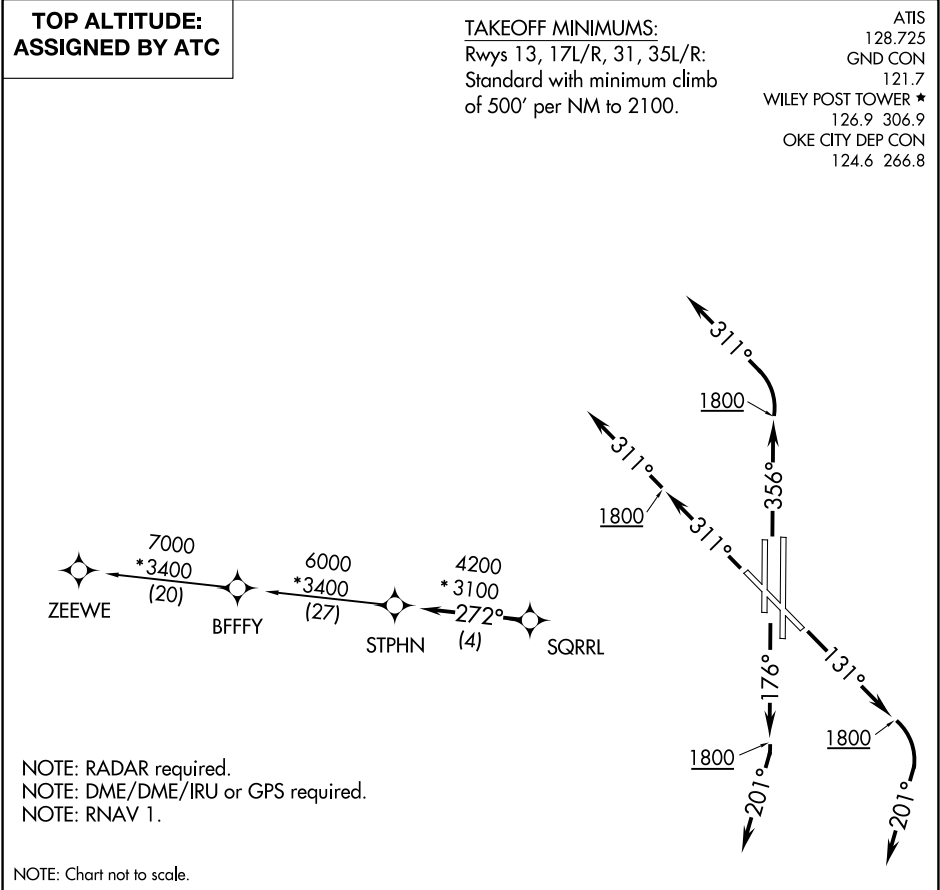 TOP ALTITUDE:
ASSIGNED BY ATC
TAKEOFF MINIMUMS:
Rwys 13, 17L/R, 31, 35L/R:
Standard with minimum climb
of 500' per NM to 2100.
ATIS
128.725
GND CON
121.7
WILEY POST TOWER ★
126.9 306.9
OKE CITY DEP CON
124.6 266.8
311°
1800
356°
311°
1800
311°
7000
*3400
(20)
ZEEWE
BFFFY
6000
*3400
(27)
STPHN
4200
*3100
272°
(4)
SQRRL
176°
1800
201°
131°
1800
201°
NOTE: RADAR required.
NOTE: DME/DME/IRU or GPS required.
NOTE: RNAV 1.
NOTE: Chart not to scale.